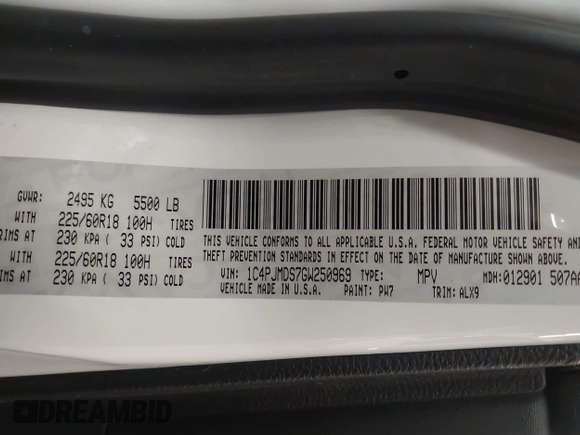 GVWR: 2495 KG 5500 LB
WITH 225/60R18 100H TIRES
RIMS AT 230 KPA ( 33 PSI) COLD
WITH 225/60R18 100H TIRES
RIMS AT 230 KPA ( 33 PSI) COLD
THIS VEHICLE CONFORMS TO ALL APPLICABLE U.S.A. FEDERAL MOTOR VEHICLE SAFETY AND
THEFT PREVENTION STANDARDS IN EFFECT ON THE DATE OF MANUFACTURE SHOWN ABOVE.
VIN: 1C4PJMDS7GW250969 TYPE: MPV MDH: 012901 507AA
VEHICLE MADE IN U.S.A. PAINT: PW7 TRIM: ALX9
DREAMBID